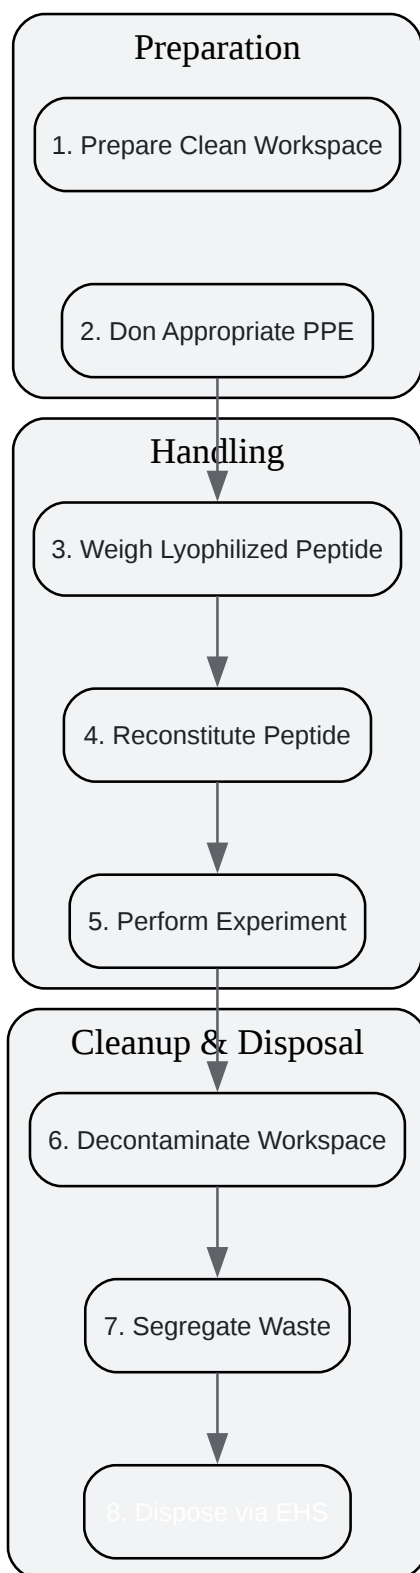 Preparation
1. Prepare Clean Workspace
2. Don Appropriate PPE
Handling
3. Weigh Lyophilized Peptide
4. Reconstitute Peptide
5. Perform Experiment
Cleanup & Disposal
6. Decontaminate Workspace
7. Segregate Waste
8. Dispose via EHS